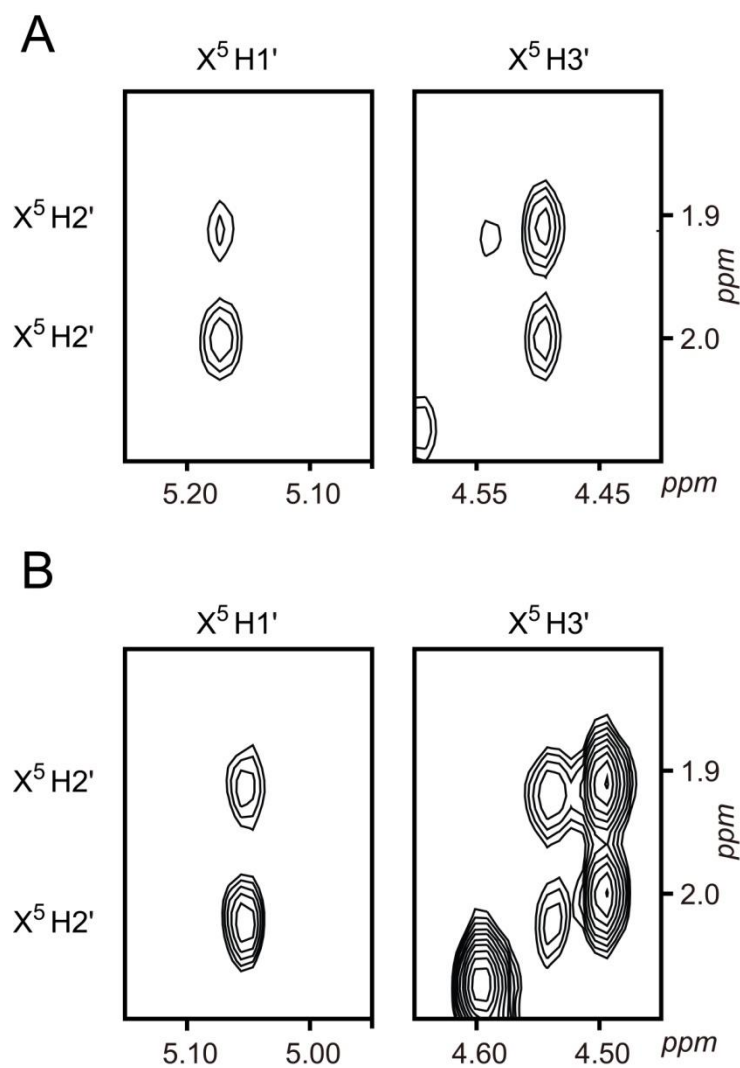 A
X⁵ H1' X⁵ H3'
X⁵ H2' 1.9
ppm
X⁵ H2' 2.0
5.20 5.10 4.55 4.45 ppm
B
X⁵ H1' X⁵ H3'
X⁵ H2' 1.9
ppm
X⁵ H2' 2.0
5.10 5.00 4.60 4.50 ppm